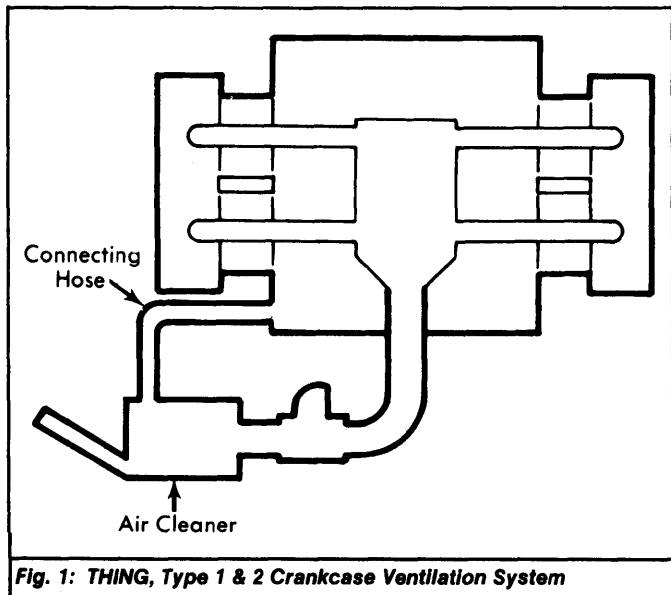 Connecting
Hose
Air Cleaner
Fig. 1: THING, Type 1 & 2 Crankcase Ventilation System